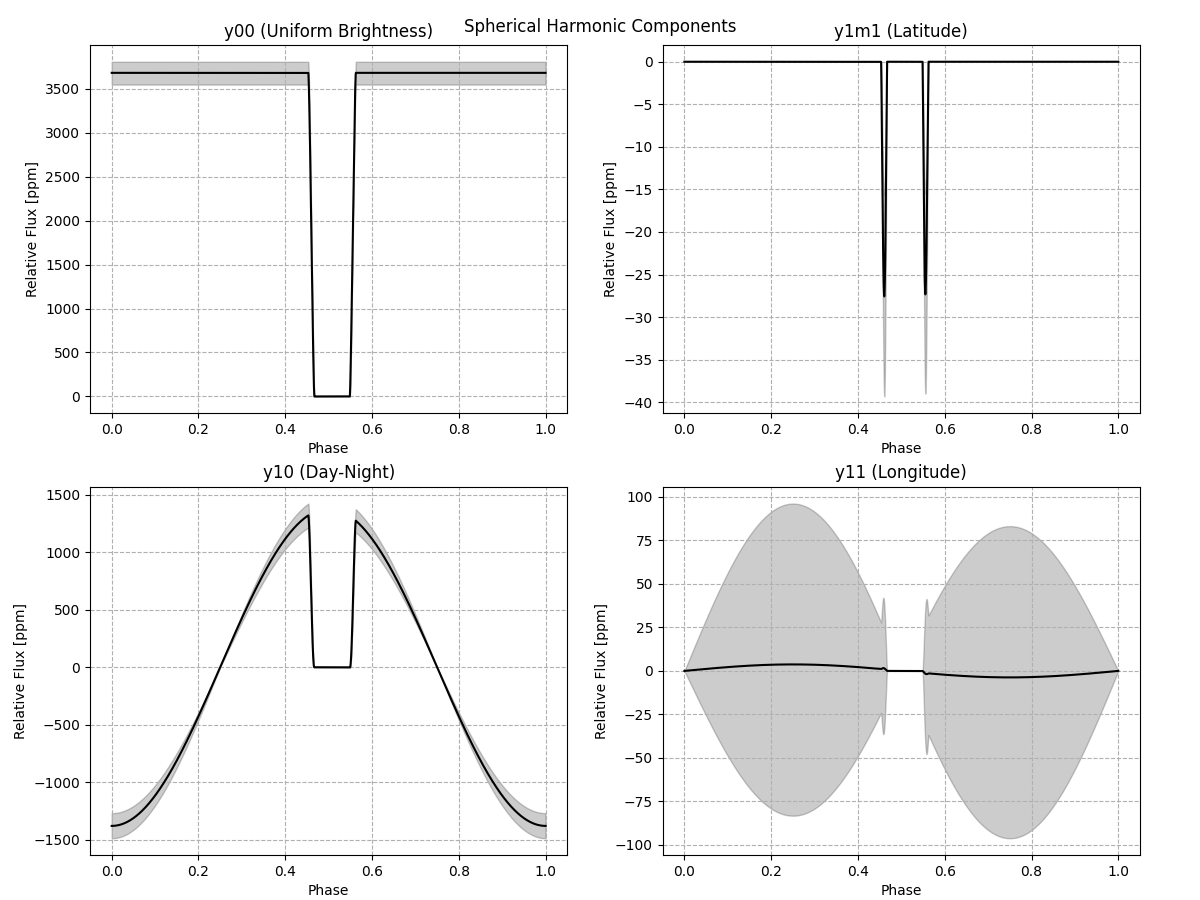 Spherical Harmonic Components
y00 (Uniform Brightness)
Relative Flux [ppm]
3500
3000
2500
2000
1500
1000
500
0
0.0 0.2 0.4 0.6 0.8 1.0
Phase
y1m1 (Latitude)
Relative Flux [ppm]
0
−5
−10
−15
−20
−25
−30
−35
−40
0.0 0.2 0.4 0.6 0.8 1.0
Phase
y10 (Day-Night)
Relative Flux [ppm]
1500
1000
500
0
−500
−1000
−1500
0.0 0.2 0.4 0.6 0.8 1.0
Phase
y11 (Longitude)
Relative Flux [ppm]
100
75
50
25
0
−25
−50
−75
−100
0.0 0.2 0.4 0.6 0.8 1.0
Phase